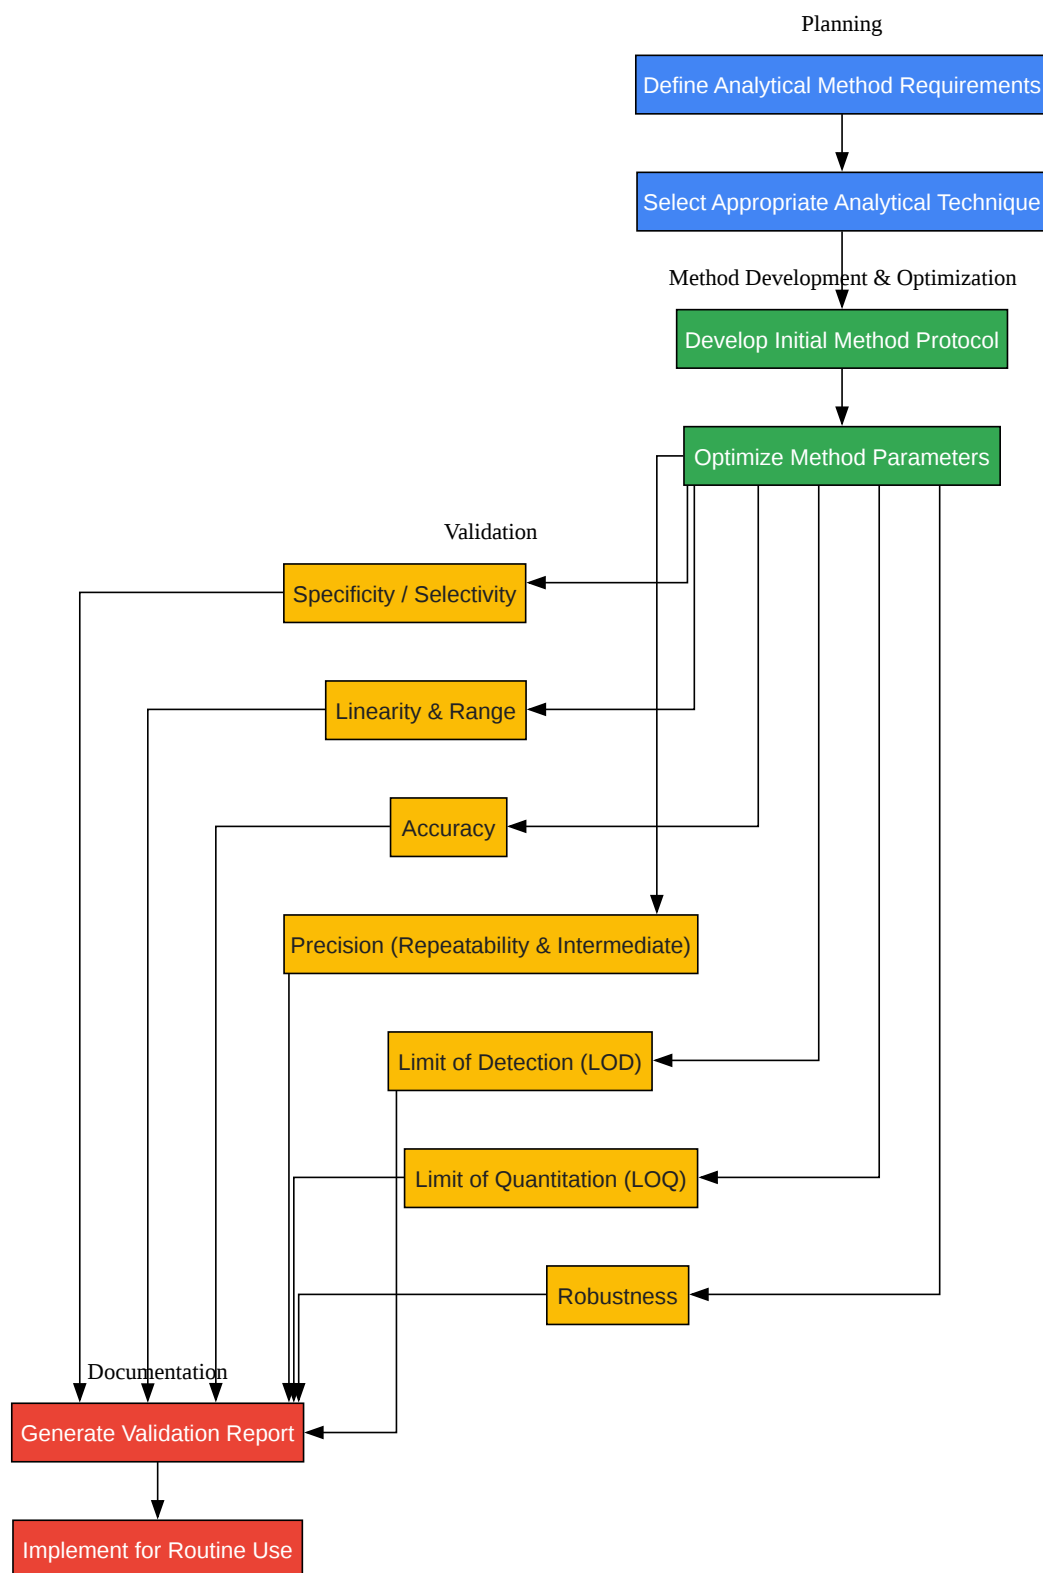 Planning
Define Analytical Method Requirements
Select Appropriate Analytical Technique
Method Development & Optimization
Develop Initial Method Protocol
Optimize Method Parameters
Validation
Specificity / Selectivity
Linearity & Range
Accuracy
Precision (Repeatability & Intermediate)
Limit of Detection (LOD)
Limit of Quantitation (LOQ)
Robustness
Documentation
Generate Validation Report
Implement for Routine Use